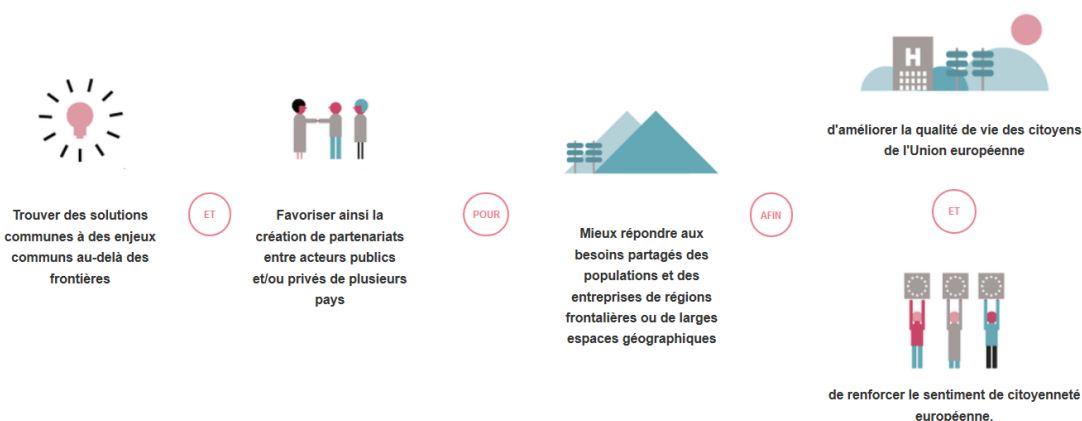 Trouver des solutions
communes à des enjeux
communs au-delà des
frontières
ET
Favoriser ainsi la
création de partenariats
entre acteurs publics
et/ou privés de plusieurs
pays
POUR
Mieux répondre aux
besoins partagés des
populations et des
entreprises de régions
frontalières ou de larges
espaces géographiques
AFIN
H
d'améliorer la qualité de vie des citoyens
de l'Union européenne
ET
de renforcer le sentiment de citoyenneté
européenne.